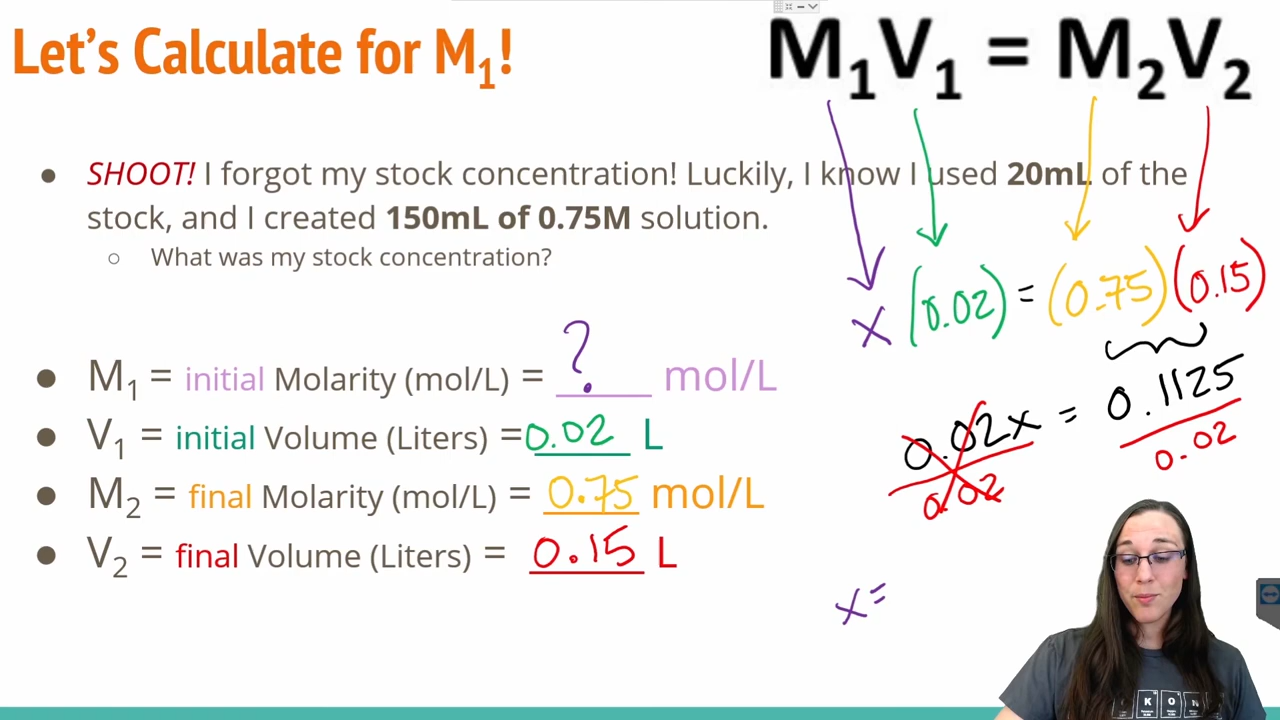 Let's Calculate for M₁!
M₁V₁ = M₂V₂
● SHOOT! I forgot my stock concentration! Luckily, I know I used 20mL of the
stock, and I created 150mL of 0.75M solution.
○ What was my stock concentration?
x (0.02) = (0.75)(0.15)
● M₁ = initial Molarity (mol/L) = ? mol/L
● V₁ = initial Volume (Liters) = 0.02 L
● M₂ = final Molarity (mol/L) = 0.75 mol/L
● V₂ = final Volume (Liters) = 0.15 L
0.02x = 0.1125
0.02 0.02
x =
K O